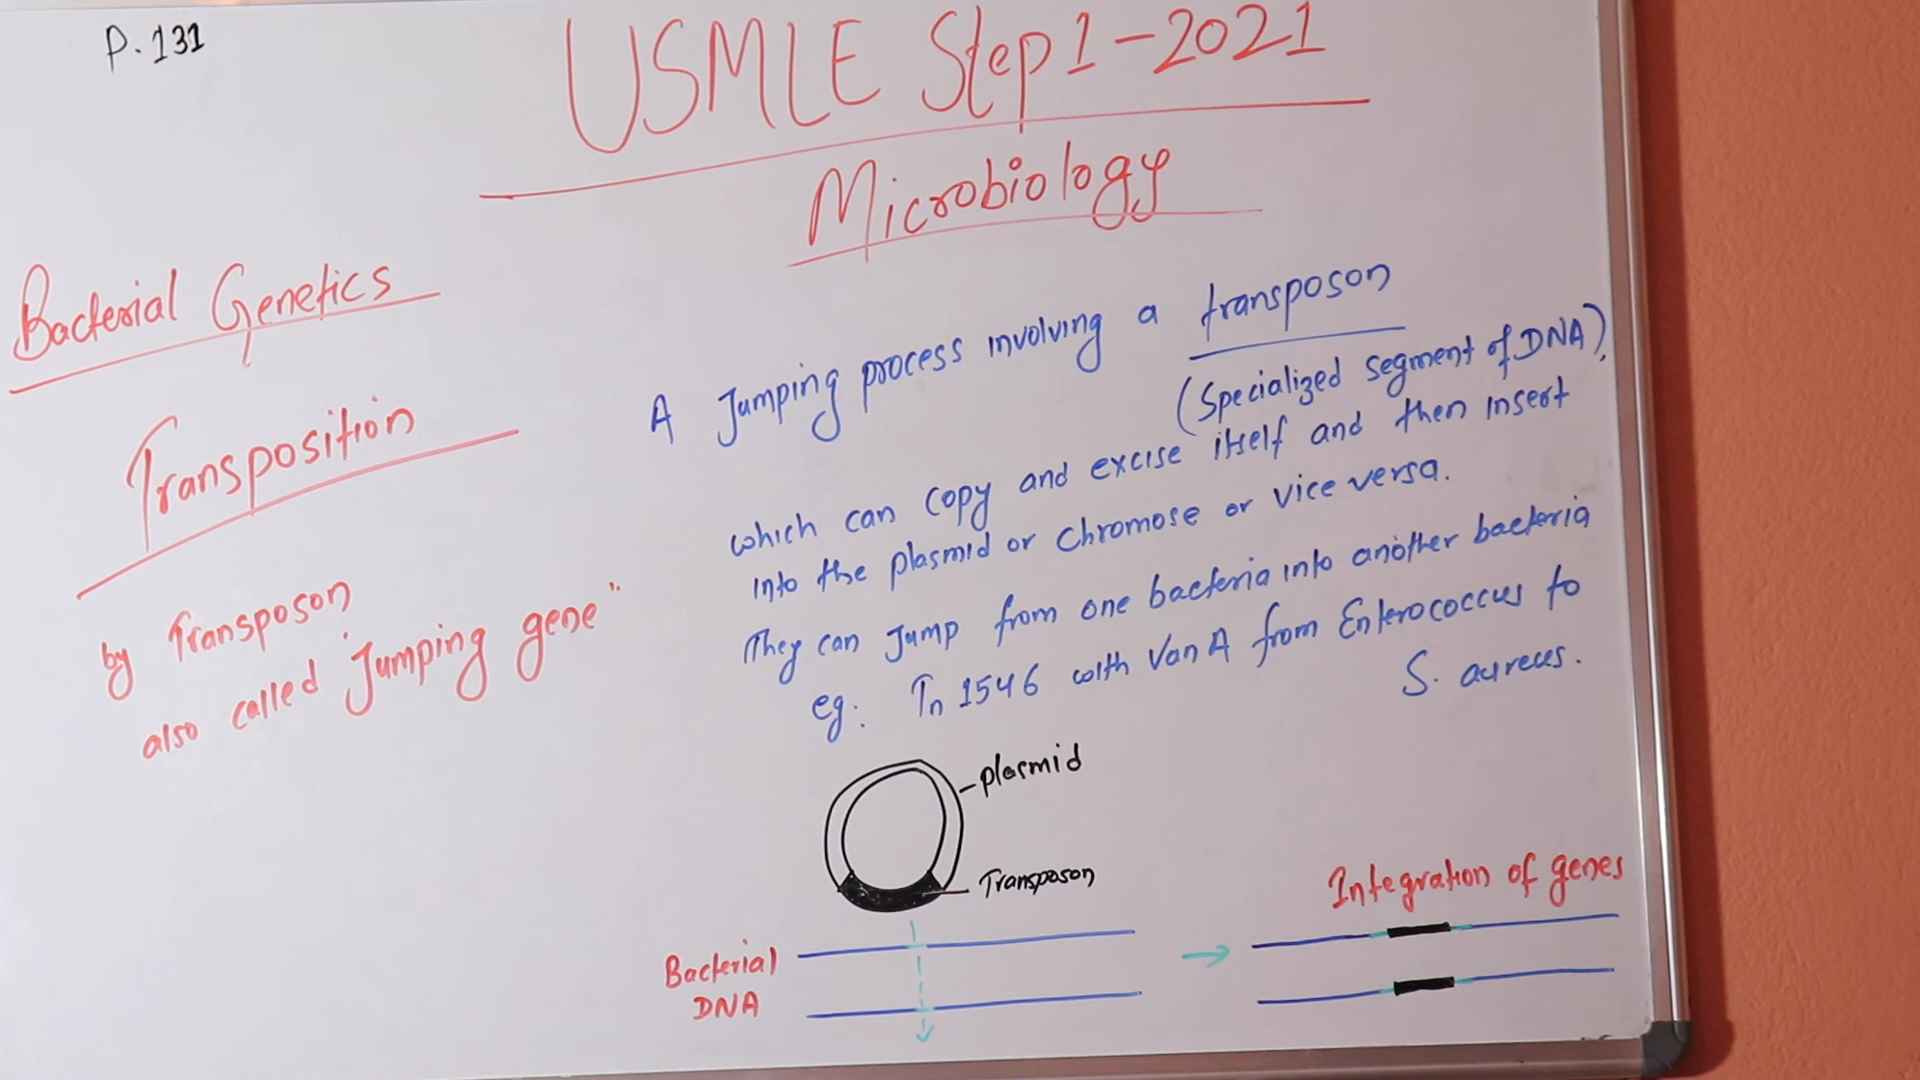 P. 131
USMLE Step 1 - 2021
Microbiology
Bacterial Genetics
Transposition
by Transposon
also called "Jumping gene"
A Jumping process involving a transposon
(Specialized segment of DNA),
which can copy and excise itself and then insert
into the plasmid or chromose or vice versa.
They can Jump from one bacteria into another bacteria
eg: Tn 1546 with Van A from Enterococcus to
S. aureus.
plasmid
Transposon
Bacterial
DNA
Integration of genes